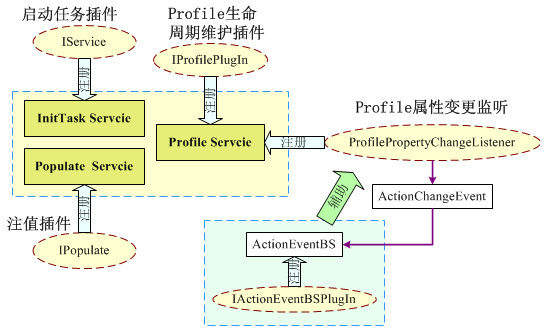 启动任务插件
IService
注册
Profile生命
周期维护插件
IProfilePlugIn
注册
InitTask Servcie
Profile Servcie
Populate Servcie
注册
Profile属性变更监听
ProfilePropertyChangeListener
注册
注值插件
IPopulate
辅助
ActionChangeEvent
ActionEventBS
注册
IActionEventBSPlugIn